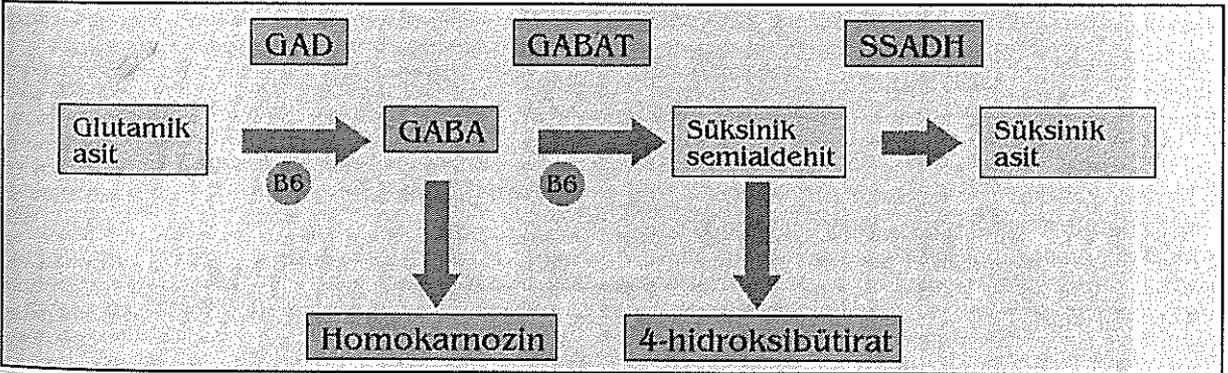 GAD
GABAT
SSADH
Glutamik
asit
GABA
Süksinik
semialdehit
Süksinik
asit
B6
B6
Homokarnozin
4-hidroksibütirat